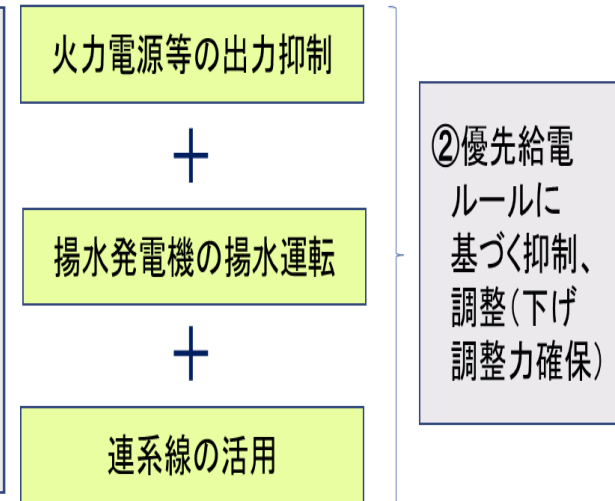 火力電源等の出力抑制
＋
揚水発電機の揚水運転
＋
連系線の活用
②優先給電
ルールに
基づく抑制、
調整(下げ
調整力確保)